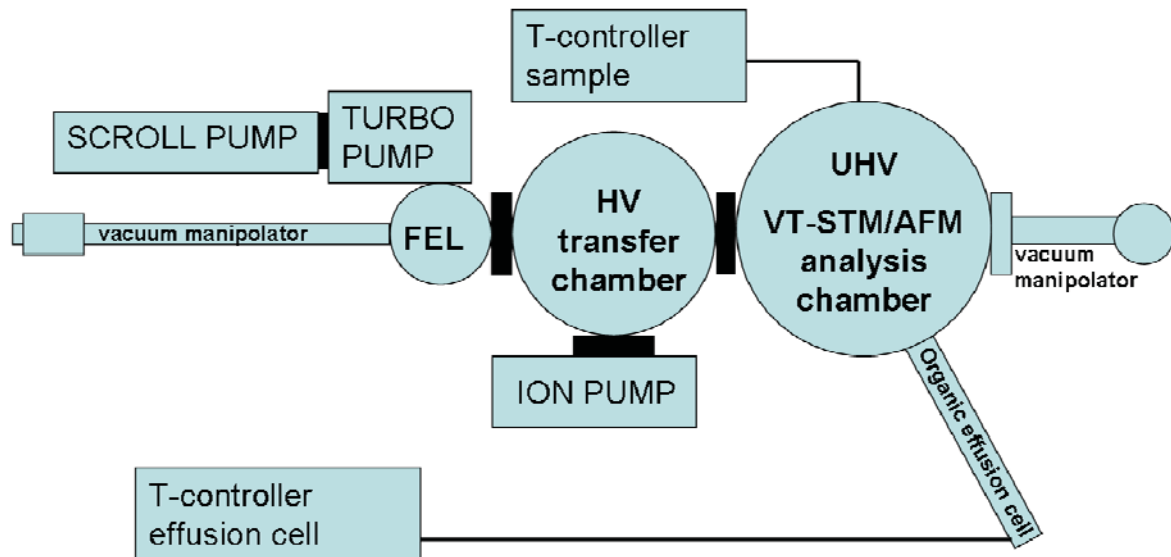 T-controller
sample
SCROLL PUMP
TURBO
PUMP
vacuum manipolator
FEL
HV
transfer
chamber
UHV
VT-STM/AFM
analysis
chamber
vacuum
manipolator
ION PUMP
Organic effusion cell
T-controller
effusion cell